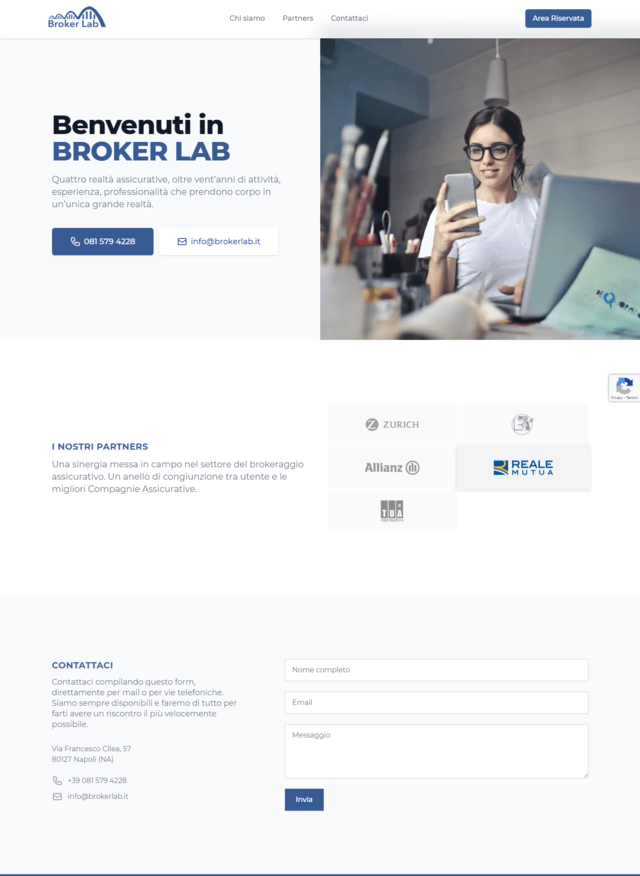 Broker Lab
Chi siamo
Partners
Contattaci
Area Riservata
Benvenuti in
BROKER LAB
Quattro realtà assicurative, oltre vent'anni di attività,
esperienza, professionalità che prendono corpo in
un'unica grande realtà.
081 579 4228
info@brokerlab.it
Privacy - Termini
I NOSTRI PARTNERS
Una sinergia messa in campo nel settore del brokeraggio
assicurativo. Un anello di congiunzione tra utente e le
migliori Compagnie Assicurative.
ZURICH
Allianz
REALE
MUTUA
TUA
CONTATTACI
Contattaci compilando questo form,
direttamente per mail o per vie telefoniche.
Siamo sempre disponibili e faremo di tutto per
farti avere un riscontro il più velocemente
possibile.
Via Francesco Cilea, 57
80127 Napoli (NA)
+39 081 579 4228
info@brokerlab.it
Nome completo
Email
Messaggio
Invia